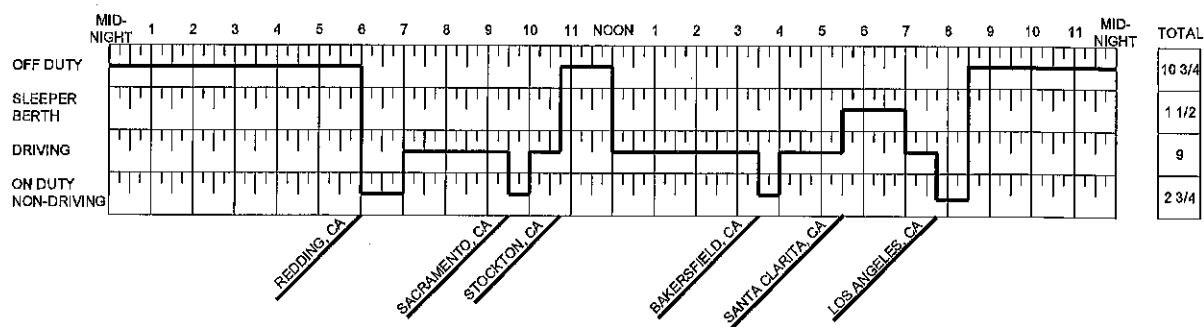 MID-
NIGHT 1 2 3 4 5 6 7 8 9 10 11 NOON 1 2 3 4 5 6 7 8 9 10 11 MID-
NIGHT TOTAL
OFF DUTY 10 3/4
SLEEPER
BERTH 1 1/2
DRIVING 9
ON DUTY
NON-DRIVING 2 3/4
REDDING, CA
SACRAMENTO, CA
STOCKTON, CA
BAKERSFIELD, CA
SANTA CLARITA, CA
LOS ANGELES, CA